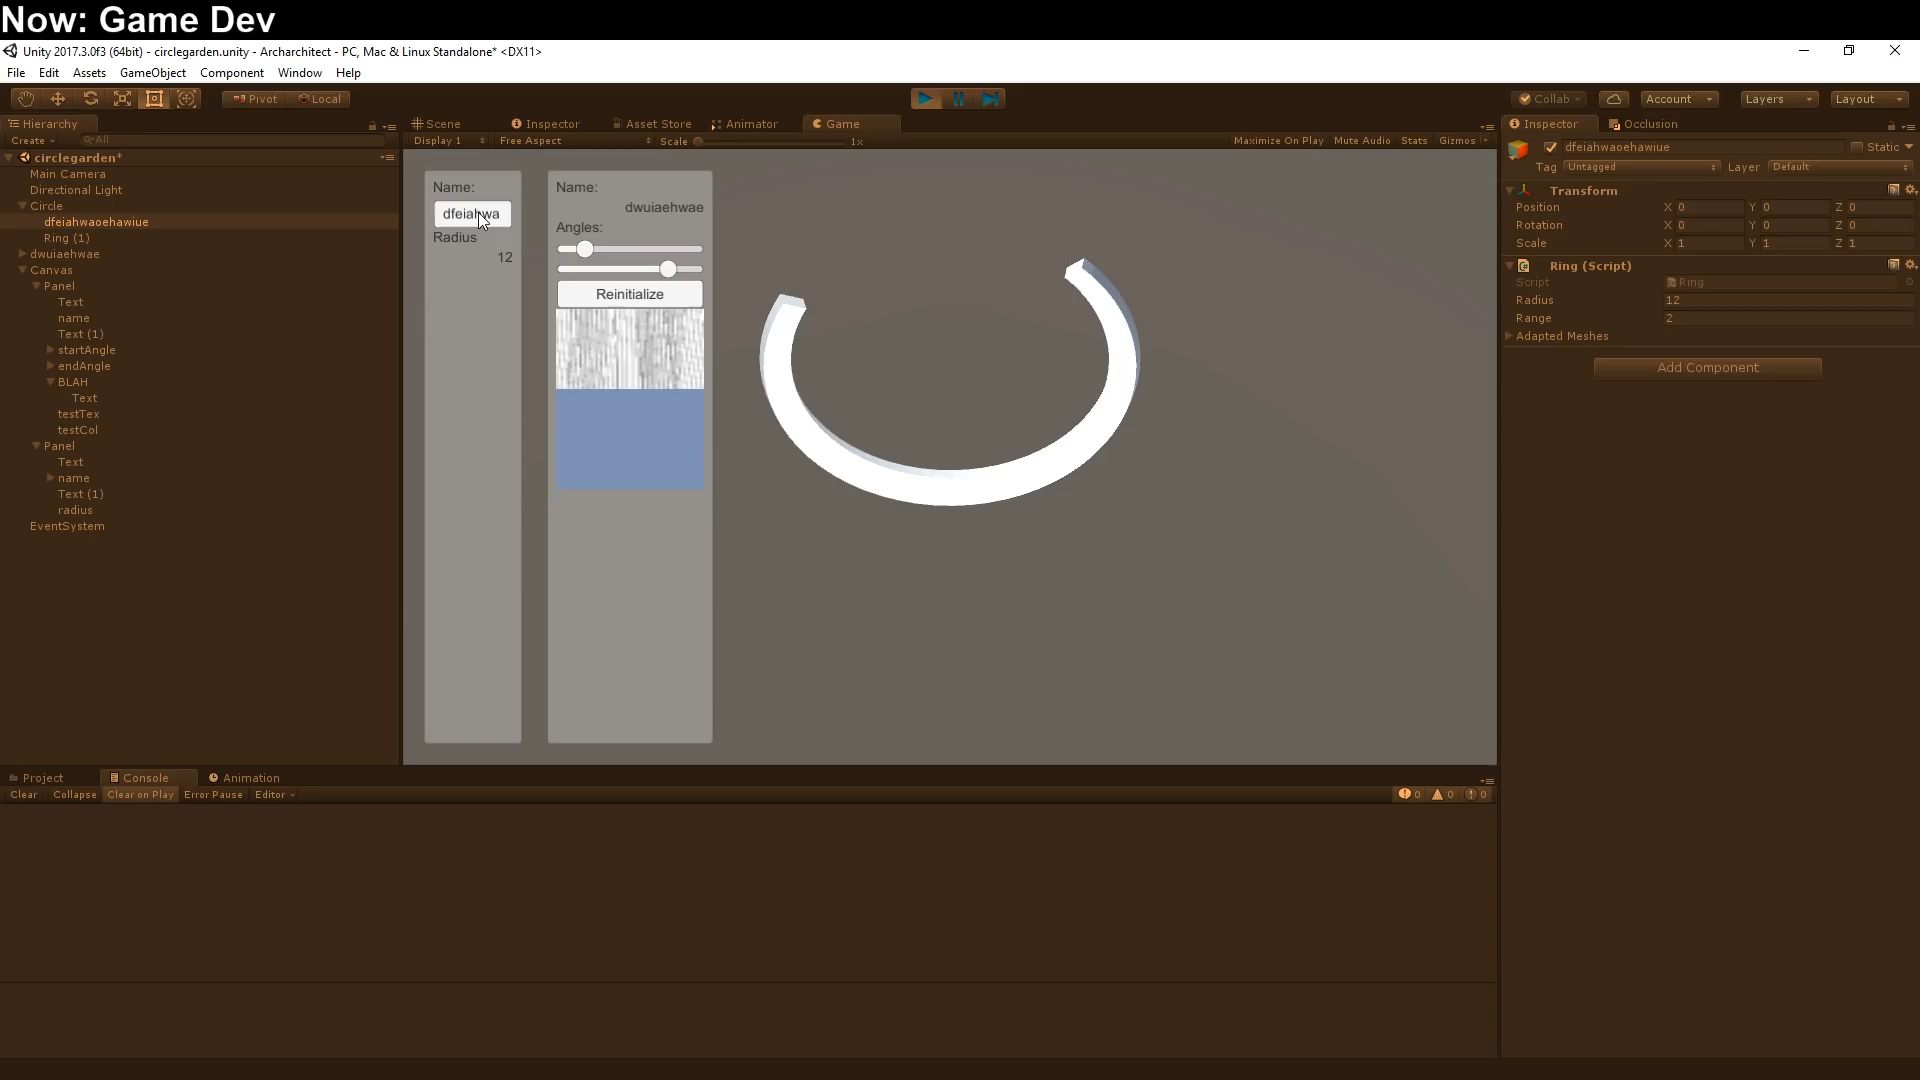 Now: Game Dev
Unity 2017.3.0f3 (64bit) - circlegarden.unity - Archarchitect - PC, Mac & Linux Standalone* <DX11>
File Edit Assets GameObject Component Window Help
Pivot Local Collab Account Layers Layout
Hierarchy Scene Inspector Asset Store Animator Game Inspector Occlusion
Create All Display 1 Free Aspect Scale 1x Maximize On Play Mute Audio Stats Gizmos
dfeiahwaoehawiue Static
circlegarden*
Tag Untagged Layer Default
Main Camera
Directional Light
Circle
dfeiahwaoehawiue
Ring (1)
dwuiaehwae
Canvas
Panel
Text
name
Text (1)
startAngle
endAngle
BLAH
Text
testTex
testCol
Panel
Text
name
Text (1)
radius
EventSystem
Name:
dfeiahwa
Radius
12
Name:
dwuiaehwae
Angles:
Reinitialize
Transform
Position X 0 Y 0 Z 0
Rotation X 0 Y 0 Z 0
Scale X 1 Y 1 Z 1
Ring (Script)
Script Ring
Radius 12
Range 2
Adapted Meshes
Add Component
Project Console Animation
Clear Collapse Clear on Play Error Pause Editor 0 0 0